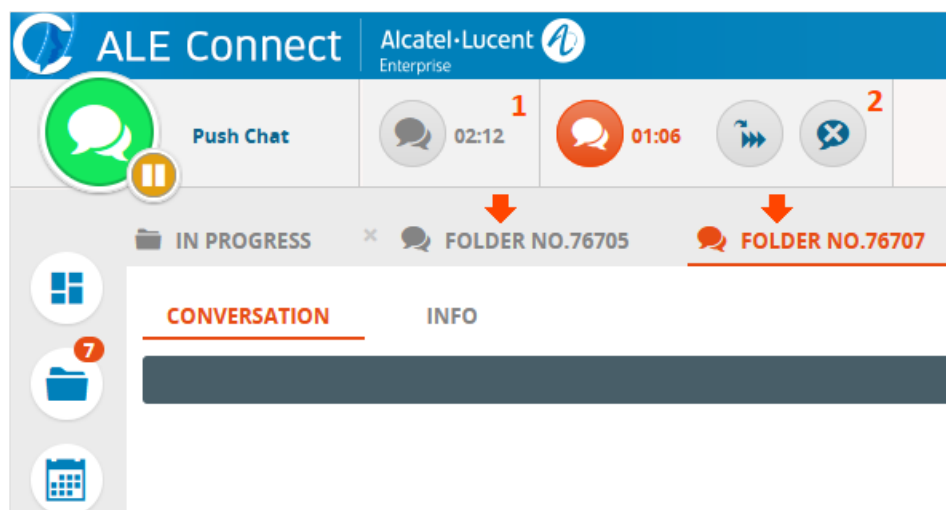 ALE Connect
Alcatel·Lucent
Enterprise
Push Chat
02:12
1
01:06
2
IN PROGRESS
× FOLDER NO.76705
FOLDER NO.76707
CONVERSATION
INFO
7